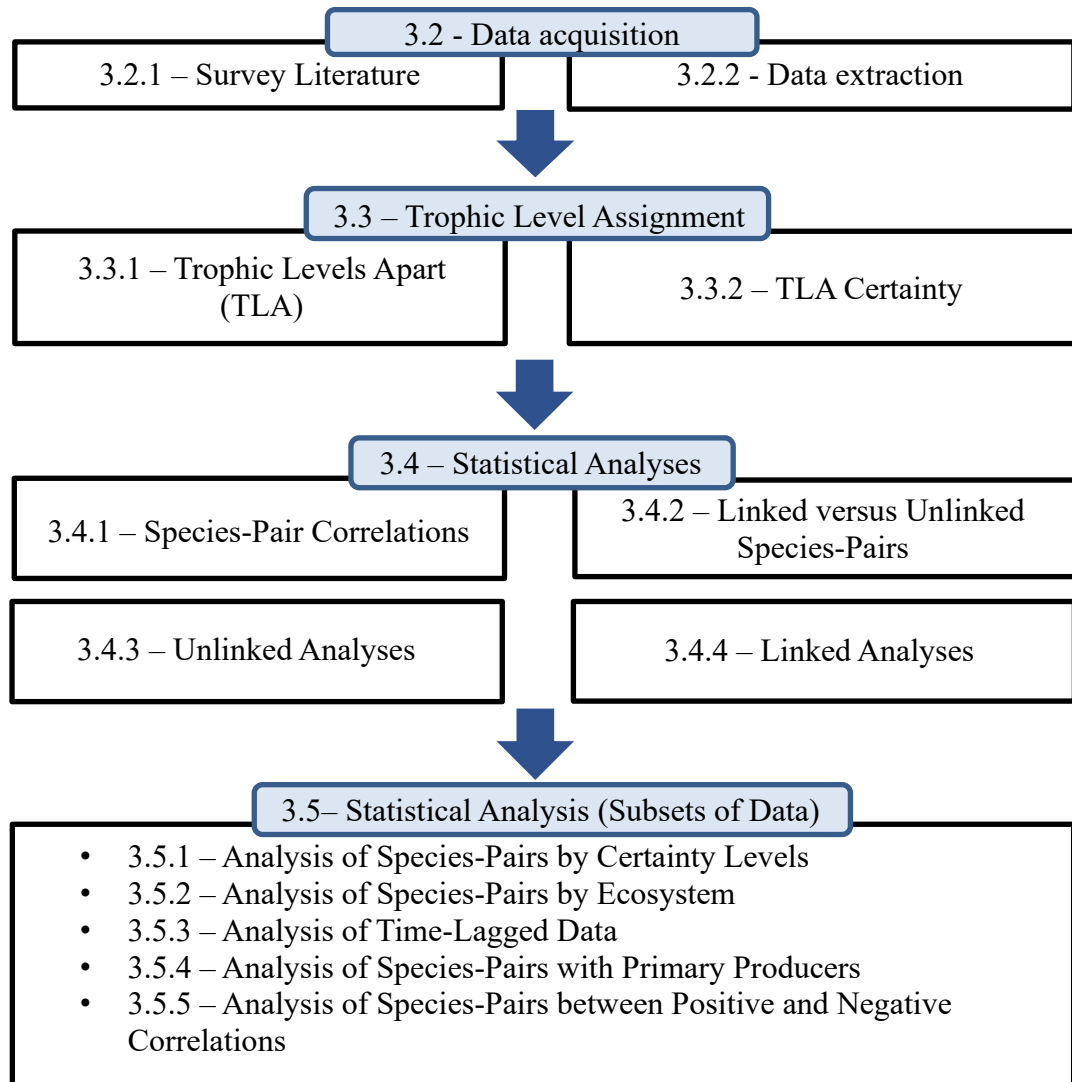 3.2 - Data acquisition
3.2.1 – Survey Literature
3.2.2 - Data extraction
3.3 – Trophic Level Assignment
3.3.1 – Trophic Levels Apart
(TLA)
3.3.2 – TLA Certainty
3.4 – Statistical Analyses
3.4.1 – Species-Pair Correlations
3.4.2 – Linked versus Unlinked
Species-Pairs
3.4.3 – Unlinked Analyses
3.4.4 – Linked Analyses
3.5– Statistical Analysis (Subsets of Data)
• 3.5.1 – Analysis of Species-Pairs by Certainty Levels
• 3.5.2 – Analysis of Species-Pairs by Ecosystem
• 3.5.3 – Analysis of Time-Lagged Data
• 3.5.4 – Analysis of Species-Pairs with Primary Producers
• 3.5.5 – Analysis of Species-Pairs between Positive and Negative
Correlations